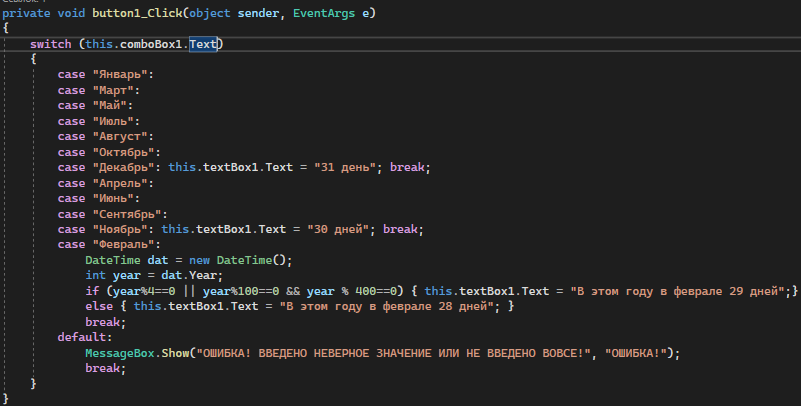 private void button1_Click(object sender, EventArgs e)
{
switch (this.comboBox1.Text)
{
case "Январь":
case "Март":
case "Май":
case "Июль":
case "Август":
case "Октябрь":
case "Декабрь": this.textBox1.Text = "31 день"; break;
case "Апрель":
case "Июнь":
case "Сентябрь":
case "Ноябрь": this.textBox1.Text = "30 дней"; break;
case "Февраль":
DateTime dat = new DateTime();
int year = dat.Year;
if (year%4==0 || year%100==0 && year % 400==0) { this.textBox1.Text = "В этом году в феврале 29 дней";}
else { this.textBox1.Text = "В этом году в феврале 28 дней"; }
break;
default:
MessageBox.Show("ОШИБКА! ВВЕДЕНО НЕВЕРНОЕ ЗНАЧЕНИЕ ИЛИ НЕ ВВЕДЕНО ВОВСЕ!", "ОШИБКА!");
break;
}
}